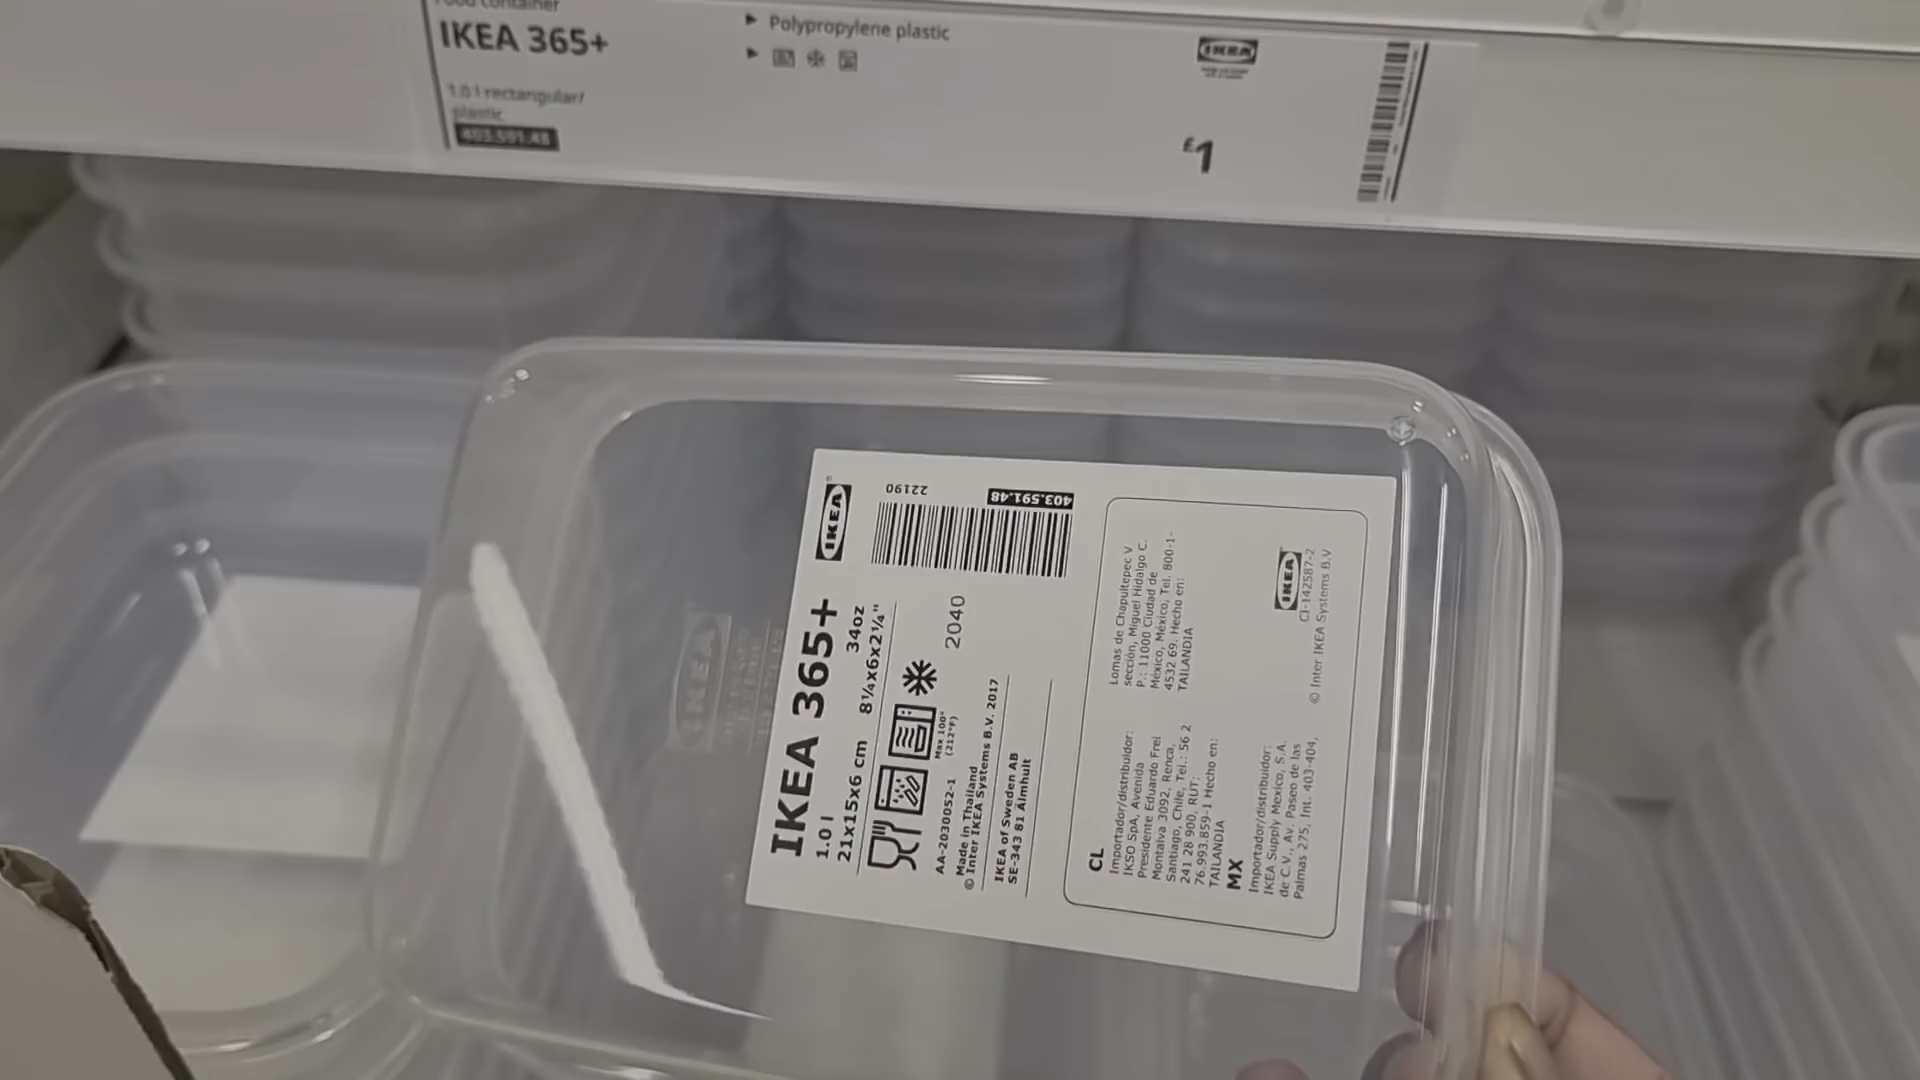 Food container
IKEA 365+
1.0 l rectangular/
plastic
403.591.48
Polypropylene plastic
IKEA
£1
IKEA
IKEA 365+
1.0 l 34oz
21x15x6 cm 8¼x6x2¼"
22190
403.591.48
Max 100°
(212°F)
2040
AA-2030052-1
Made in Thailand
© Inter IKEA Systems B.V. 2017
IKEA of Sweden AB
SE-343 81 Älmhult
CL
Importador/distribuidor:
IKSO SpA, Avenida
Presidente Eduardo Frei
Montalva 3092, Renca,
Santiago, Chile, Tel.: 56 2
241 28 900, RUT:
76.993.859-1 Hecho en:
TAILANDIA
MX
Importador/distribuidor:
IKEA Supply Mexico, S.A.
de C.V., Av. Paseo de las
Palmas 275, Int. 403-404,
Lomas de Chapultepec V
sección, Miguel Hidalgo C.
P.: 11000 Ciudad de
México, México, Tel. 800-1-
4532 69. Hecho en:
TAILANDIA
IKEA
CI-142587-2
© Inter IKEA Systems B.V
IKEA